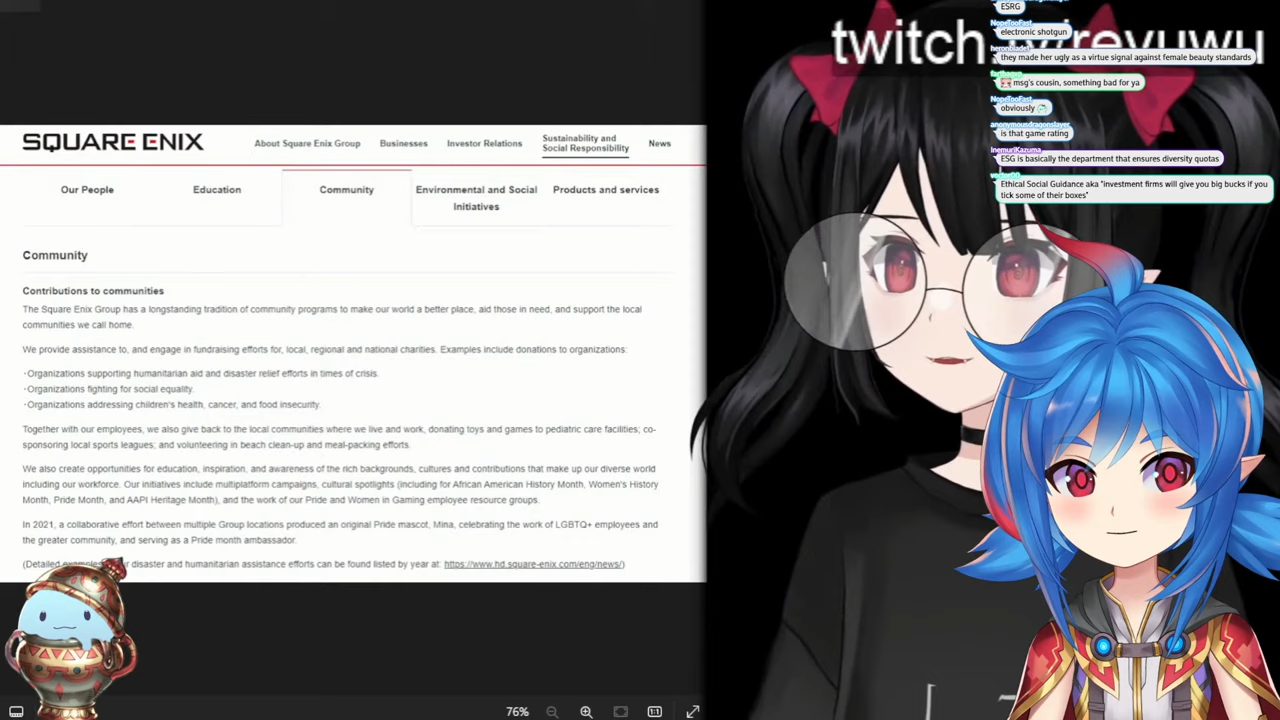 SQUARE ENIX
About Square Enix Group
Businesses
Investor Relations
Sustainability and
Social Responsibility
News
Our People
Education
Community
Environmental and Social
Initiatives
Products and services
Community
Contributions to communities
The Square Enix Group has a longstanding tradition of community programs to make our world a better place, aid those in need, and support the local
communities we call home.
We provide assistance to, and engage in fundraising efforts for, local, regional and national charities. Examples include donations to organizations:
・Organizations supporting humanitarian aid and disaster relief efforts in times of crisis.
・Organizations fighting for social equality.
・Organizations addressing children's health, cancer, and food insecurity.
Together with our employees, we also give back to the local communities where we live and work, donating toys and games to pediatric care facilities; co-
sponsoring local sports leagues; and volunteering in beach clean-up and meal-packing efforts.
We also create opportunities for education, inspiration, and awareness of the rich backgrounds, cultures and contributions that make up our diverse world
including our workforce. Our initiatives include multiplatform campaigns, cultural spotlights (including for African American History Month, Women's History
Month, Pride Month, and AAPI Heritage Month), and the work of our Pride and Women in Gaming employee resource groups.
In 2021, a collaborative effort between multiple Group locations produced an original Pride mascot, Mina, celebrating the work of LGBTQ+ employees and
the greater community, and serving as a Pride month ambassador.
(Detailed disaster and humanitarian assistance efforts can be found listed by year at: https://www.hd.square-enix.com/eng/news/)
76%
1:1
twitch.
ESRG
NopeTooFast
electronic shotgun
they made her ugly as a virtue signal against female beauty standards
msg's cousin, something bad for ya
NopeTooFast
obviously
anonymousdragonslayer
is that game rating
InemuriKazuma
ESG is basically the department that ensures diversity quotas
Ethical Social Guidance aka "investment firms will give you big bucks if you
tick some of their boxes"